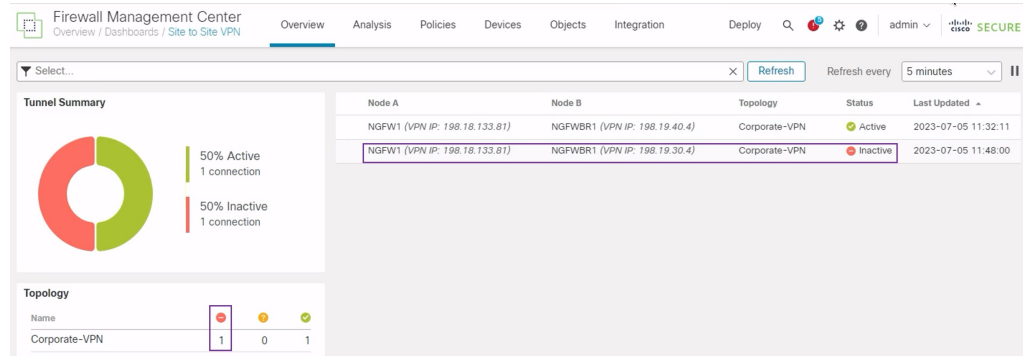 Firewall Management Center
Overview / Dashboards / Site to Site VPN
Overview Analysis Policies Devices Objects Integration Deploy 5 admin cisco SECURE
Select... Refresh Refresh every 5 minutes
Tunnel Summary
50% Active
1 connection
50% Inactive
1 connection
Node A Node B Topology Status Last Updated
NGFW1 (VPN IP: 198.18.133.81) NGFWBR1 (VPN IP: 198.19.40.4) Corporate-VPN Active 2023-07-05 11:32:11
NGFW1 (VPN IP: 198.18.133.81) NGFWBR1 (VPN IP: 198.19.30.4) Corporate-VPN Inactive 2023-07-05 11:48:00
Topology
Name
Corporate-VPN 1 0 1